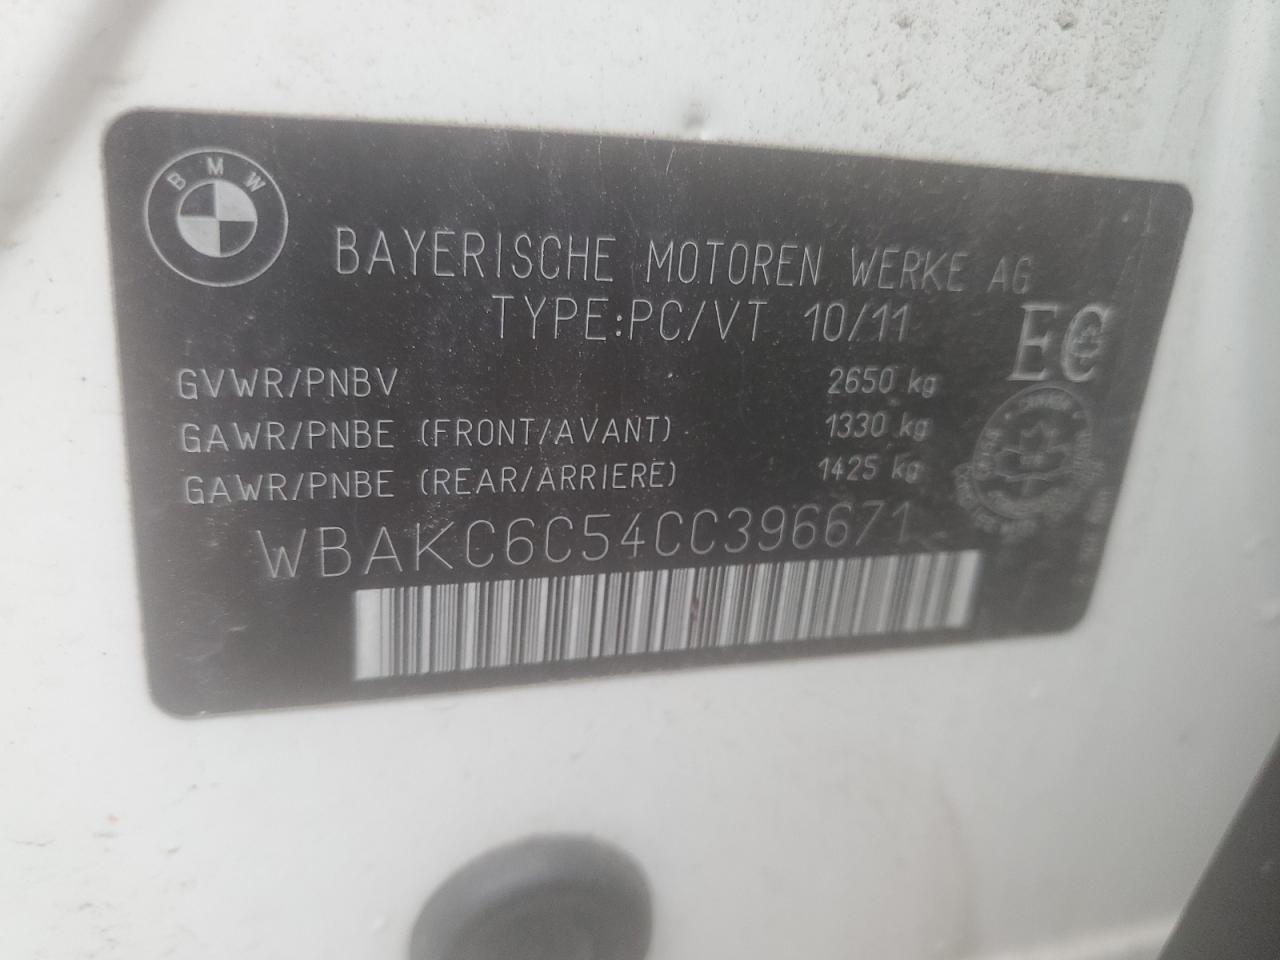 BMW
BAYERISCHE MOTOREN WERKE AG
TYPE:PC/VT 10/11
EC
GVWR/PNBV 2650 kg
GAWR/PNBE (FRONT/AVANT) 1330 kg
GAWR/PNBE (REAR/ARRIERE) 1425 kg
WBAKC6C54CC396671